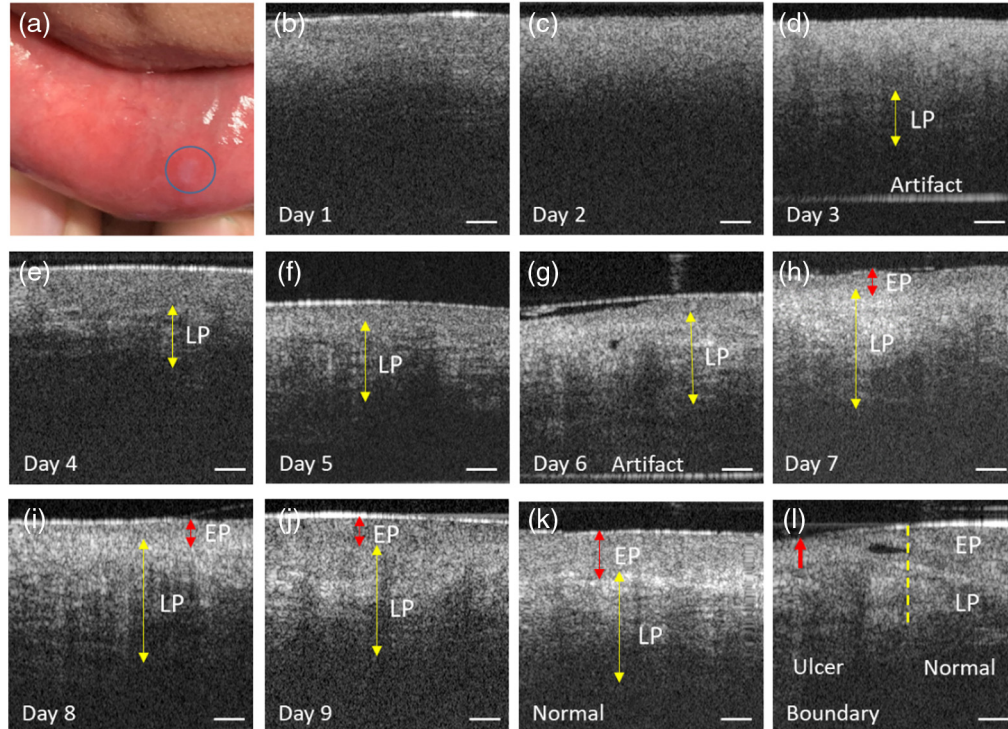 (a)
(b)
Day 1
(c)
Day 2
(d)
LP
Artifact
Day 3
(e)
LP
Day 4
(f)
LP
Day 5
(g)
LP
Day 6
Artifact
(h)
EP
LP
Day 7
(i)
EP
LP
Day 8
(j)
EP
LP
Day 9
(k)
EP
LP
Normal
(l)
EP
LP
Ulcer
Normal
Boundary